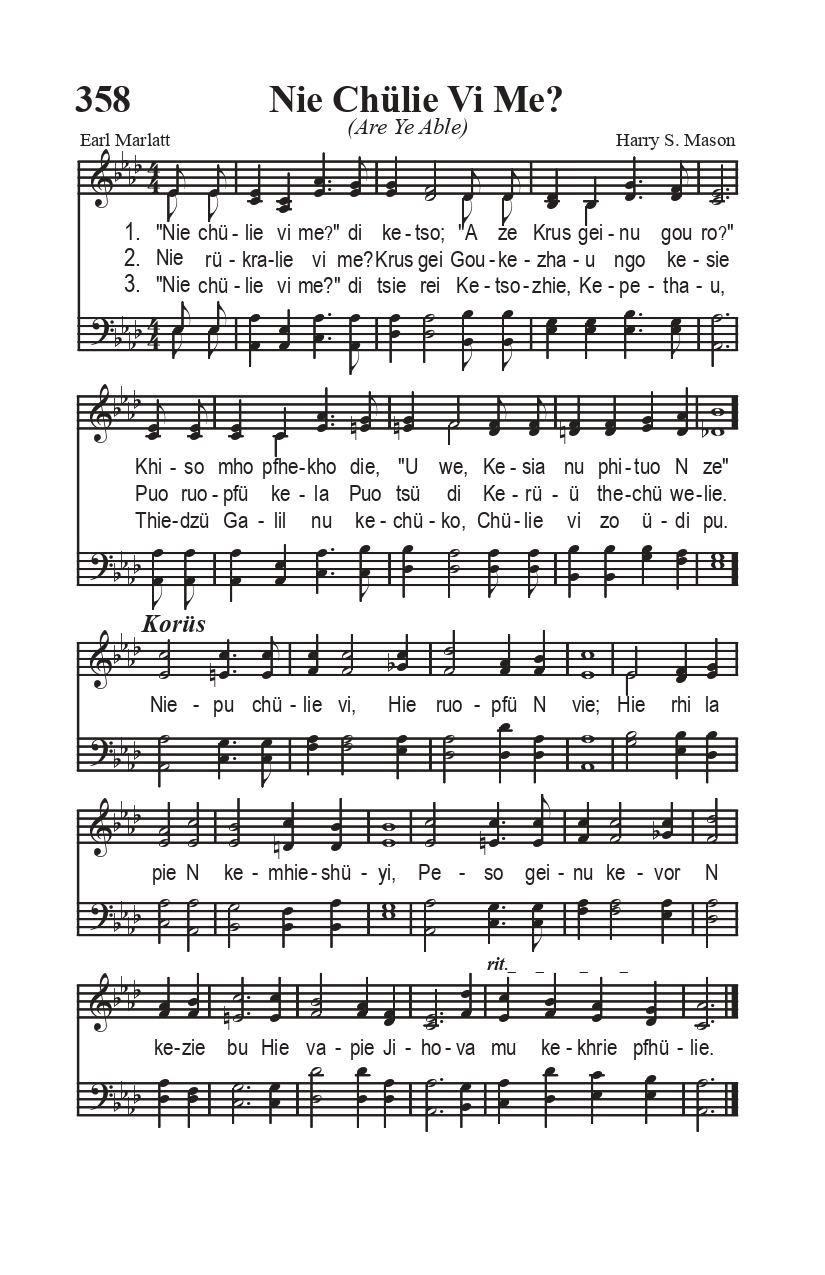 358 Nie Chülie Vi Me?
(Are Ye Able)
Earl Marlatt Harry S. Mason
1. "Nie chü - lie vi me?" di ke - tso; "A ze Krus gei - nu gou ro?"
2. Nie rü - kra-lie vi me? Krus gei Gou - ke - zha - u ngo ke - sie
3. "Nie chü - lie vi me?" di tsie rei Ke - tso - zhie, Ke - pe - tha - u,
Khi - so mho pfhe-kho die, "U we, Ke - sia nu phi - tuo N ze"
Puo ruo - pfü ke - la Puo tsü di Ke - rü - ü the - chü we-lie.
Thie-dzü Ga - lil nu ke - chü - ko, Chü - lie vi zo ü - di pu.
Korüs
Nie - pu chü - lie vi, Hie ruo - pfü N vie; Hie rhi la
pie N ke - mhie-shü - yi, Pe - so gei - nu ke - vor N
rit._ _ _ _
ke-zie bu Hie va - pie Ji - ho - va mu ke - khrie pfhü - lie.